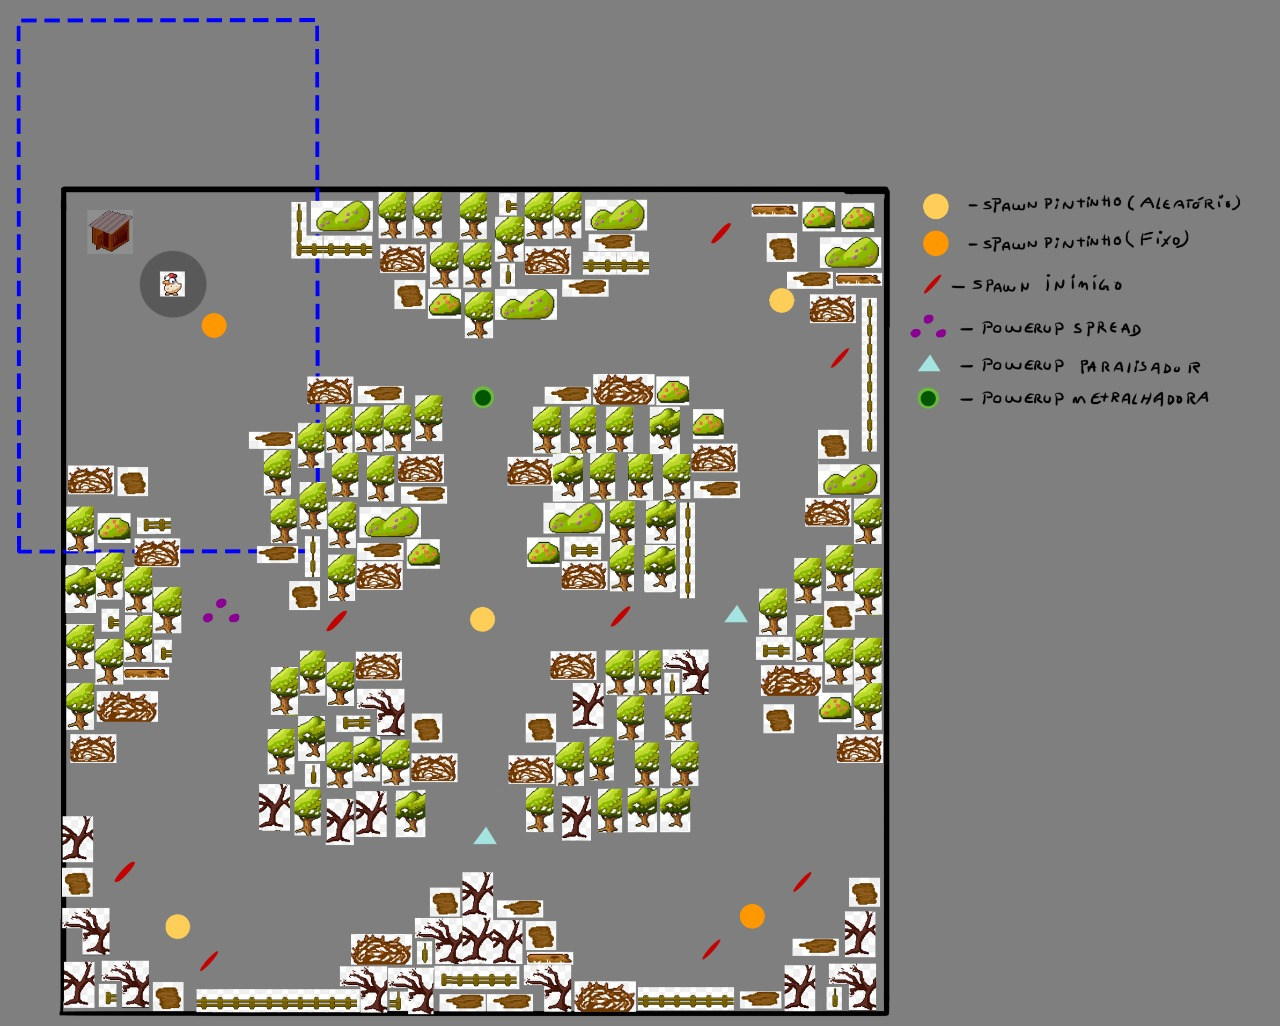 - SPAWN PINTINHO (ALEATÓRIO)
- SPAWN PINTINHO (FIXO)
- SPAWN INIMIGO
- POWERUP SPREAD
- POWERUP PARALISADOR
- POWERUP METRALHADORA